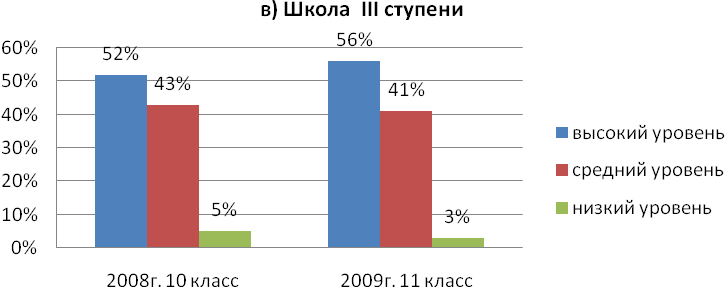 в) Школа III ступени
60%
50%
40%
30%
20%
10%
0%
52%
43%
5%
56%
41%
3%
2008г. 10 класс
2009г. 11 класс
высокий уровень
средний уровень
низкий уровень